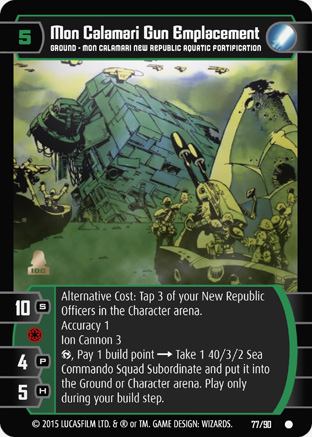 5
Mon Calamari Gun Emplacement
GROUND - MON CALAMARI NEW REPUBLIC AQUATIC FORTIFICATION
IDC
10 S
4 P
5 H
Alternative Cost: Tap 3 of your New Republic
Officers in the Character arena.
Accuracy 1
Ion Cannon 3
, Pay 1 build point → Take 1 40/3/2 Sea
Commando Squad Subordinate and put it into
the Ground or Character arena. Play only
during your build step.
© 2015 LUCASFILM LTD. & ® or TM. GAME DESIGN: WIZARDS.
77/90